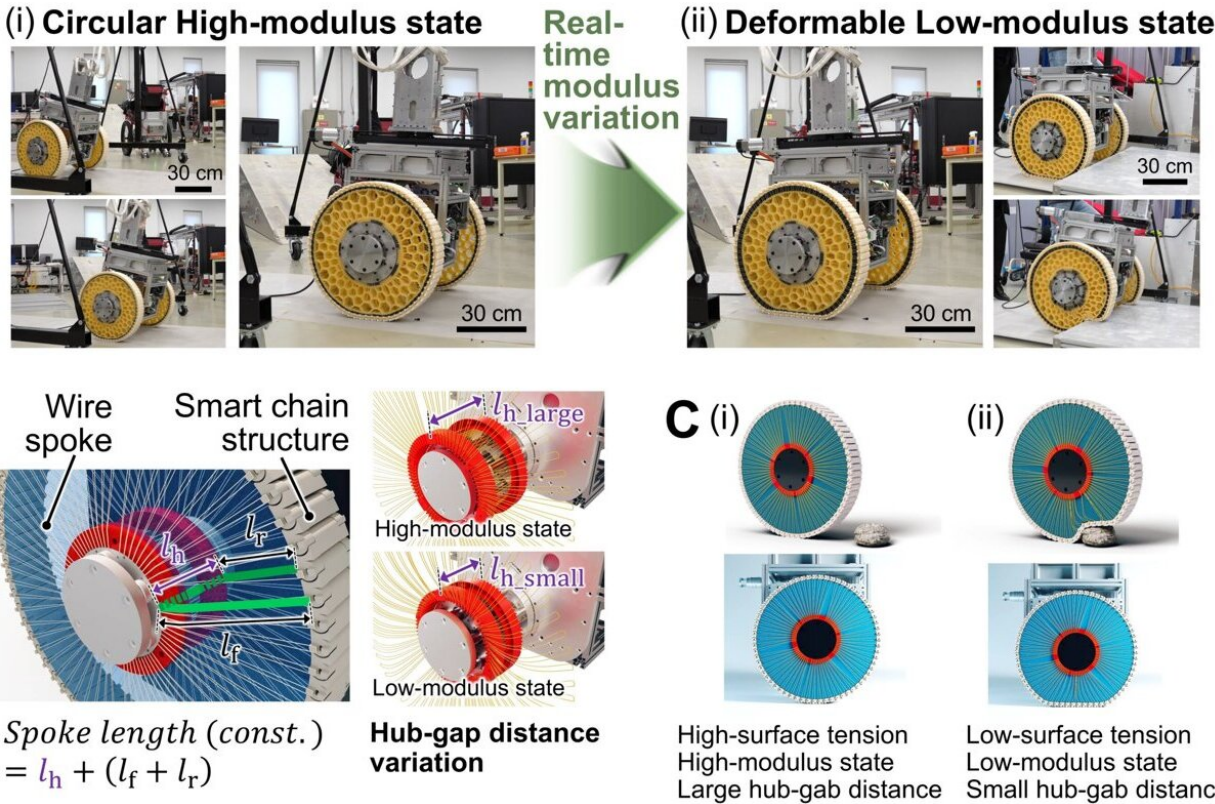 (i) Circular High-modulus state
Real-
time
modulus
variation
(ii) Deformable Low-modulus state
30 cm
30 cm
30 cm
30 cm
30 cm
Wire
spoke
Smart chain
structure
l_h
l_r
l_f
Spoke length (const.)
= l_h + (l_f + l_r)
l_h_large
High-modulus state
l_h_small
Low-modulus state
Hub-gap distance
variation
C (i)
(ii)
High-surface tension
High-modulus state
Large hub-gab distance
Low-surface tension
Low-modulus state
Small hub-gab distanc